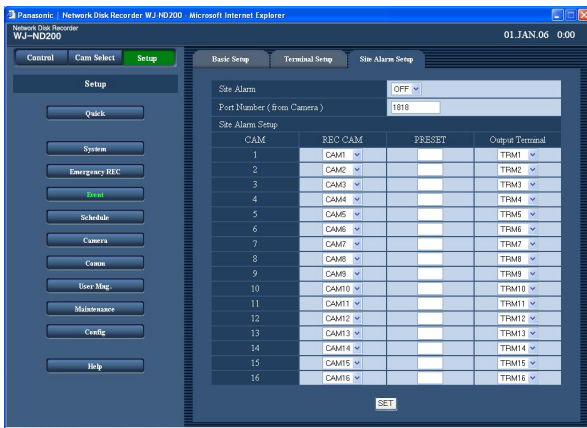 Panasonic | Network Disk Recorder WJ-ND200 - Microsoft Internet Explorer
Network Disk Recorder
WJ-ND200
01.JAN.06 0:00
Control Cam Select Setup
Basic Setup Terminal Setup Site Alarm Setup
Setup
Quick
System
Emergency REC
Event
Schedule
Camera
Comm
User Mng.
Maintenance
Config
Help
Site Alarm OFF
Port Number ( from Camera ) 1818
Site Alarm Setup
CAM REC CAM PRESET Output Terminal
1 CAM1 TRM1
2 CAM2 TRM2
3 CAM3 TRM3
4 CAM4 TRM4
5 CAM5 TRM5
6 CAM6 TRM6
7 CAM7 TRM7
8 CAM8 TRM8
9 CAM9 TRM9
10 CAM10 TRM10
11 CAM11 TRM11
12 CAM12 TRM12
13 CAM13 TRM13
14 CAM14 TRM14
15 CAM15 TRM15
16 CAM16 TRM16
SET